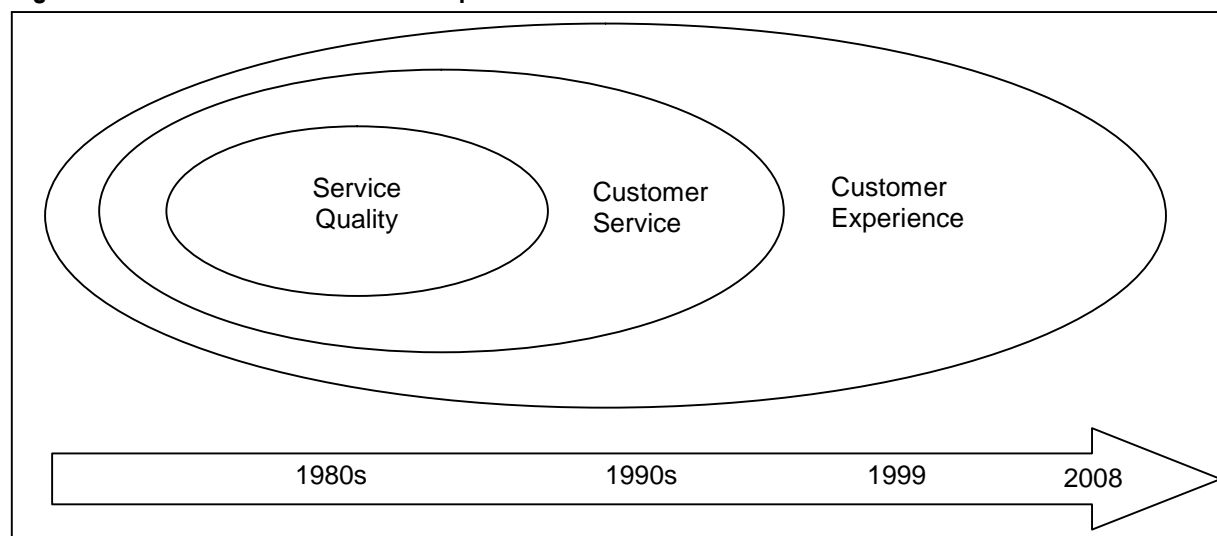 Service
Quality
Customer
Service
Customer
Experience
1980s
1990s
1999
2008